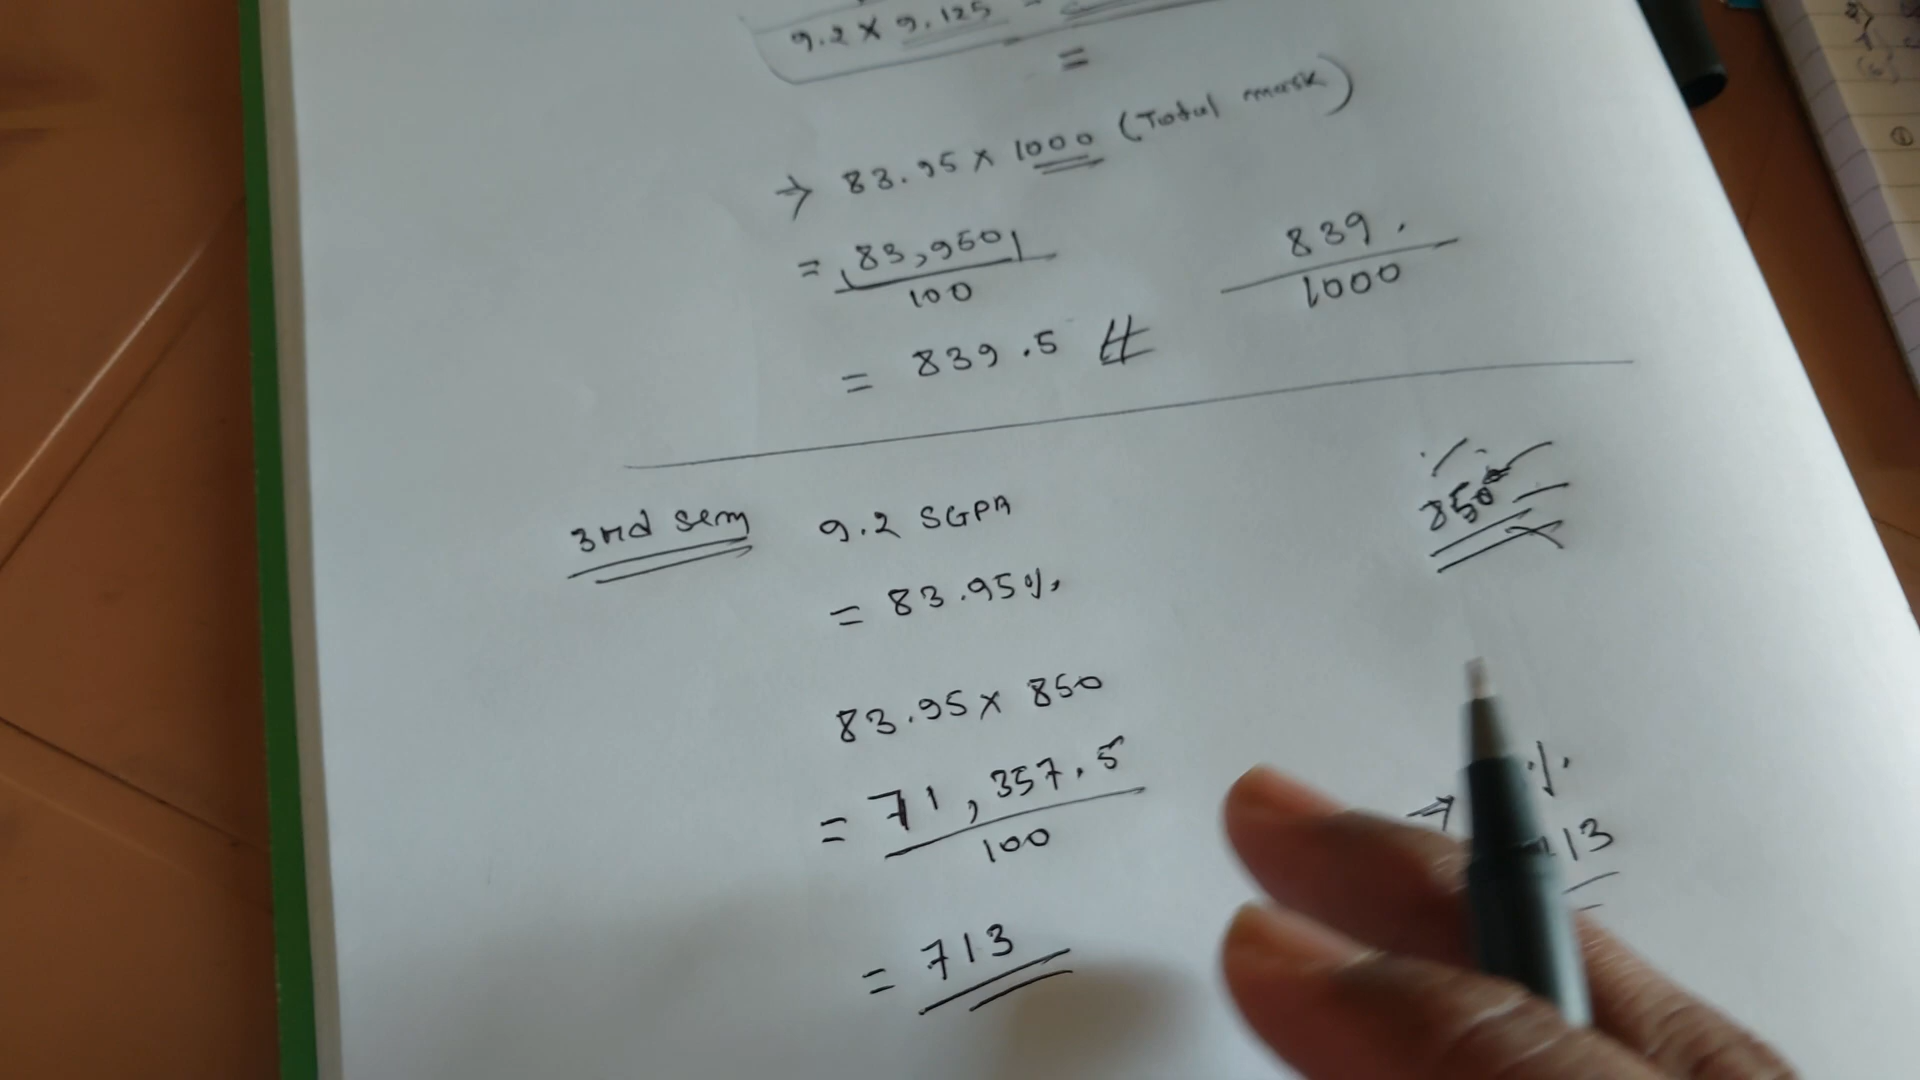 9.2 x 9.125 -
=
→ 83.95 x 1000 (Total mask)
= 83,950
100
= 839.5 #
839.
1000
3rd sem 9.2 SGPA
= 83.95%
850
83.95 x 850
= 71,357.5
100
= 713
→ %
13